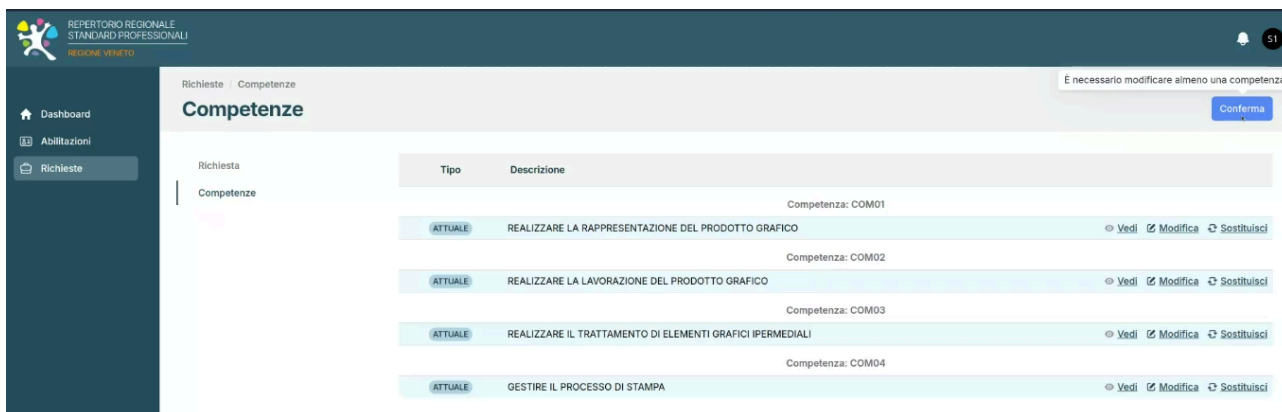 REPERTORIO REGIONALE
STANDARD PROFESSIONALI
REGIONE VENETO
S1
Richieste / Competenze
È necessario modificare almeno una competenza
Competenze
Conferma
Dashboard
Abilitazioni
Richieste
Richiesta
Competenze
Tipo Descrizione
Competenza: COM01
ATTUALE REALIZZARE LA RAPPRESENTAZIONE DEL PRODOTTO GRAFICO Vedi Modifica Sostituisci
Competenza: COM02
ATTUALE REALIZZARE LA LAVORAZIONE DEL PRODOTTO GRAFICO Vedi Modifica Sostituisci
Competenza: COM03
ATTUALE REALIZZARE IL TRATTAMENTO DI ELEMENTI GRAFICI IPERMEDIALI Vedi Modifica Sostituisci
Competenza: COM04
ATTUALE GESTIRE IL PROCESSO DI STAMPA Vedi Modifica Sostituisci